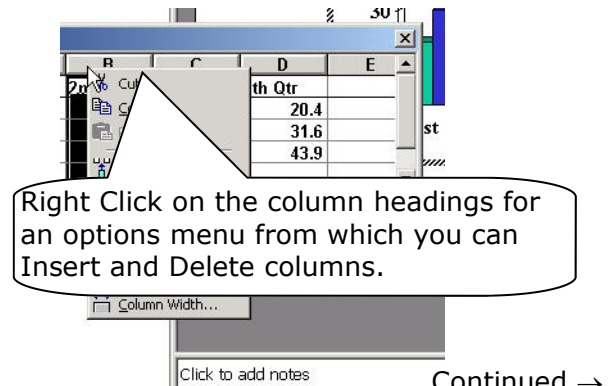 30
B C D E
2n Cut th Qtr
20.4
31.6 st
43.9
Right Click on the column headings for
an options menu from which you can
Insert and Delete columns.
Column Width...
Click to add notes
Continued →